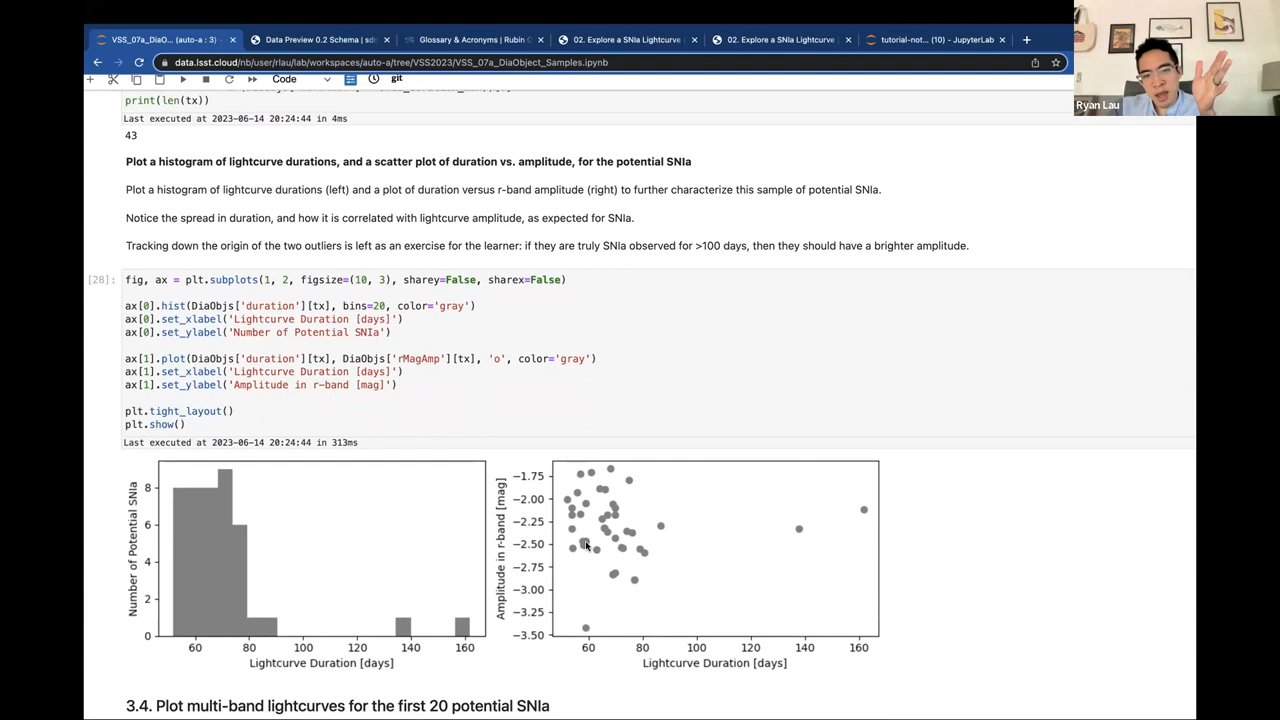 VSS_07a_DiaO... (auto-a : 3)
Data Preview 0.2 Schema | sd
Glossary & Acronyms | Rubin
02. Explore a SNIa Lightcurve
02. Explore a SNIa Lightcurve
tutorial-not... (10) - JupyterLab
data.lsst.cloud/nb/user/rlau/lab/workspaces/auto-a/tree/VSS2023/VSS_07a_DiaObject_Samples.ipynb
Code
git
Ryan Lau
print(len(tx))
Last executed at 2023-06-14 20:24:44 in 4ms
43
Plot a histogram of lightcurve durations, and a scatter plot of duration vs. amplitude, for the potential SNIa
Plot a histogram of lightcurve durations (left) and a plot of duration versus r-band amplitude (right) to further characterize this sample of potential SNIa.
Notice the spread in duration, and how it is correlated with lightcurve amplitude, as expected for SNIa.
Tracking down the origin of the two outliers is left as an exercise for the learner: if they are truly SNIa observed for >100 days, then they should have a brighter amplitude.
[28]: fig, ax = plt.subplots(1, 2, figsize=(10, 3), sharey=False, sharex=False)
ax[0].hist(DiaObjs['duration'][tx], bins=20, color='gray')
ax[0].set_xlabel('Lightcurve Duration [days]')
ax[0].set_ylabel('Number of Potential SNIa')
ax[1].plot(DiaObjs['duration'][tx], DiaObjs['rMagAmp'][tx], 'o', color='gray')
ax[1].set_xlabel('Lightcurve Duration [days]')
ax[1].set_ylabel('Amplitude in r-band [mag]')
plt.tight_layout()
plt.show()
Last executed at 2023-06-14 20:24:44 in 313ms
Number of Potential SNIa
8
6
4
2
0
60 80 100 120 140 160
Lightcurve Duration [days]
Amplitude in r-band [mag]
−1.75
−2.00
−2.25
−2.50
−2.75
−3.00
−3.25
−3.50
60 80 100 120 140 160
Lightcurve Duration [days]
3.4. Plot multi-band lightcurves for the first 20 potential SNIa